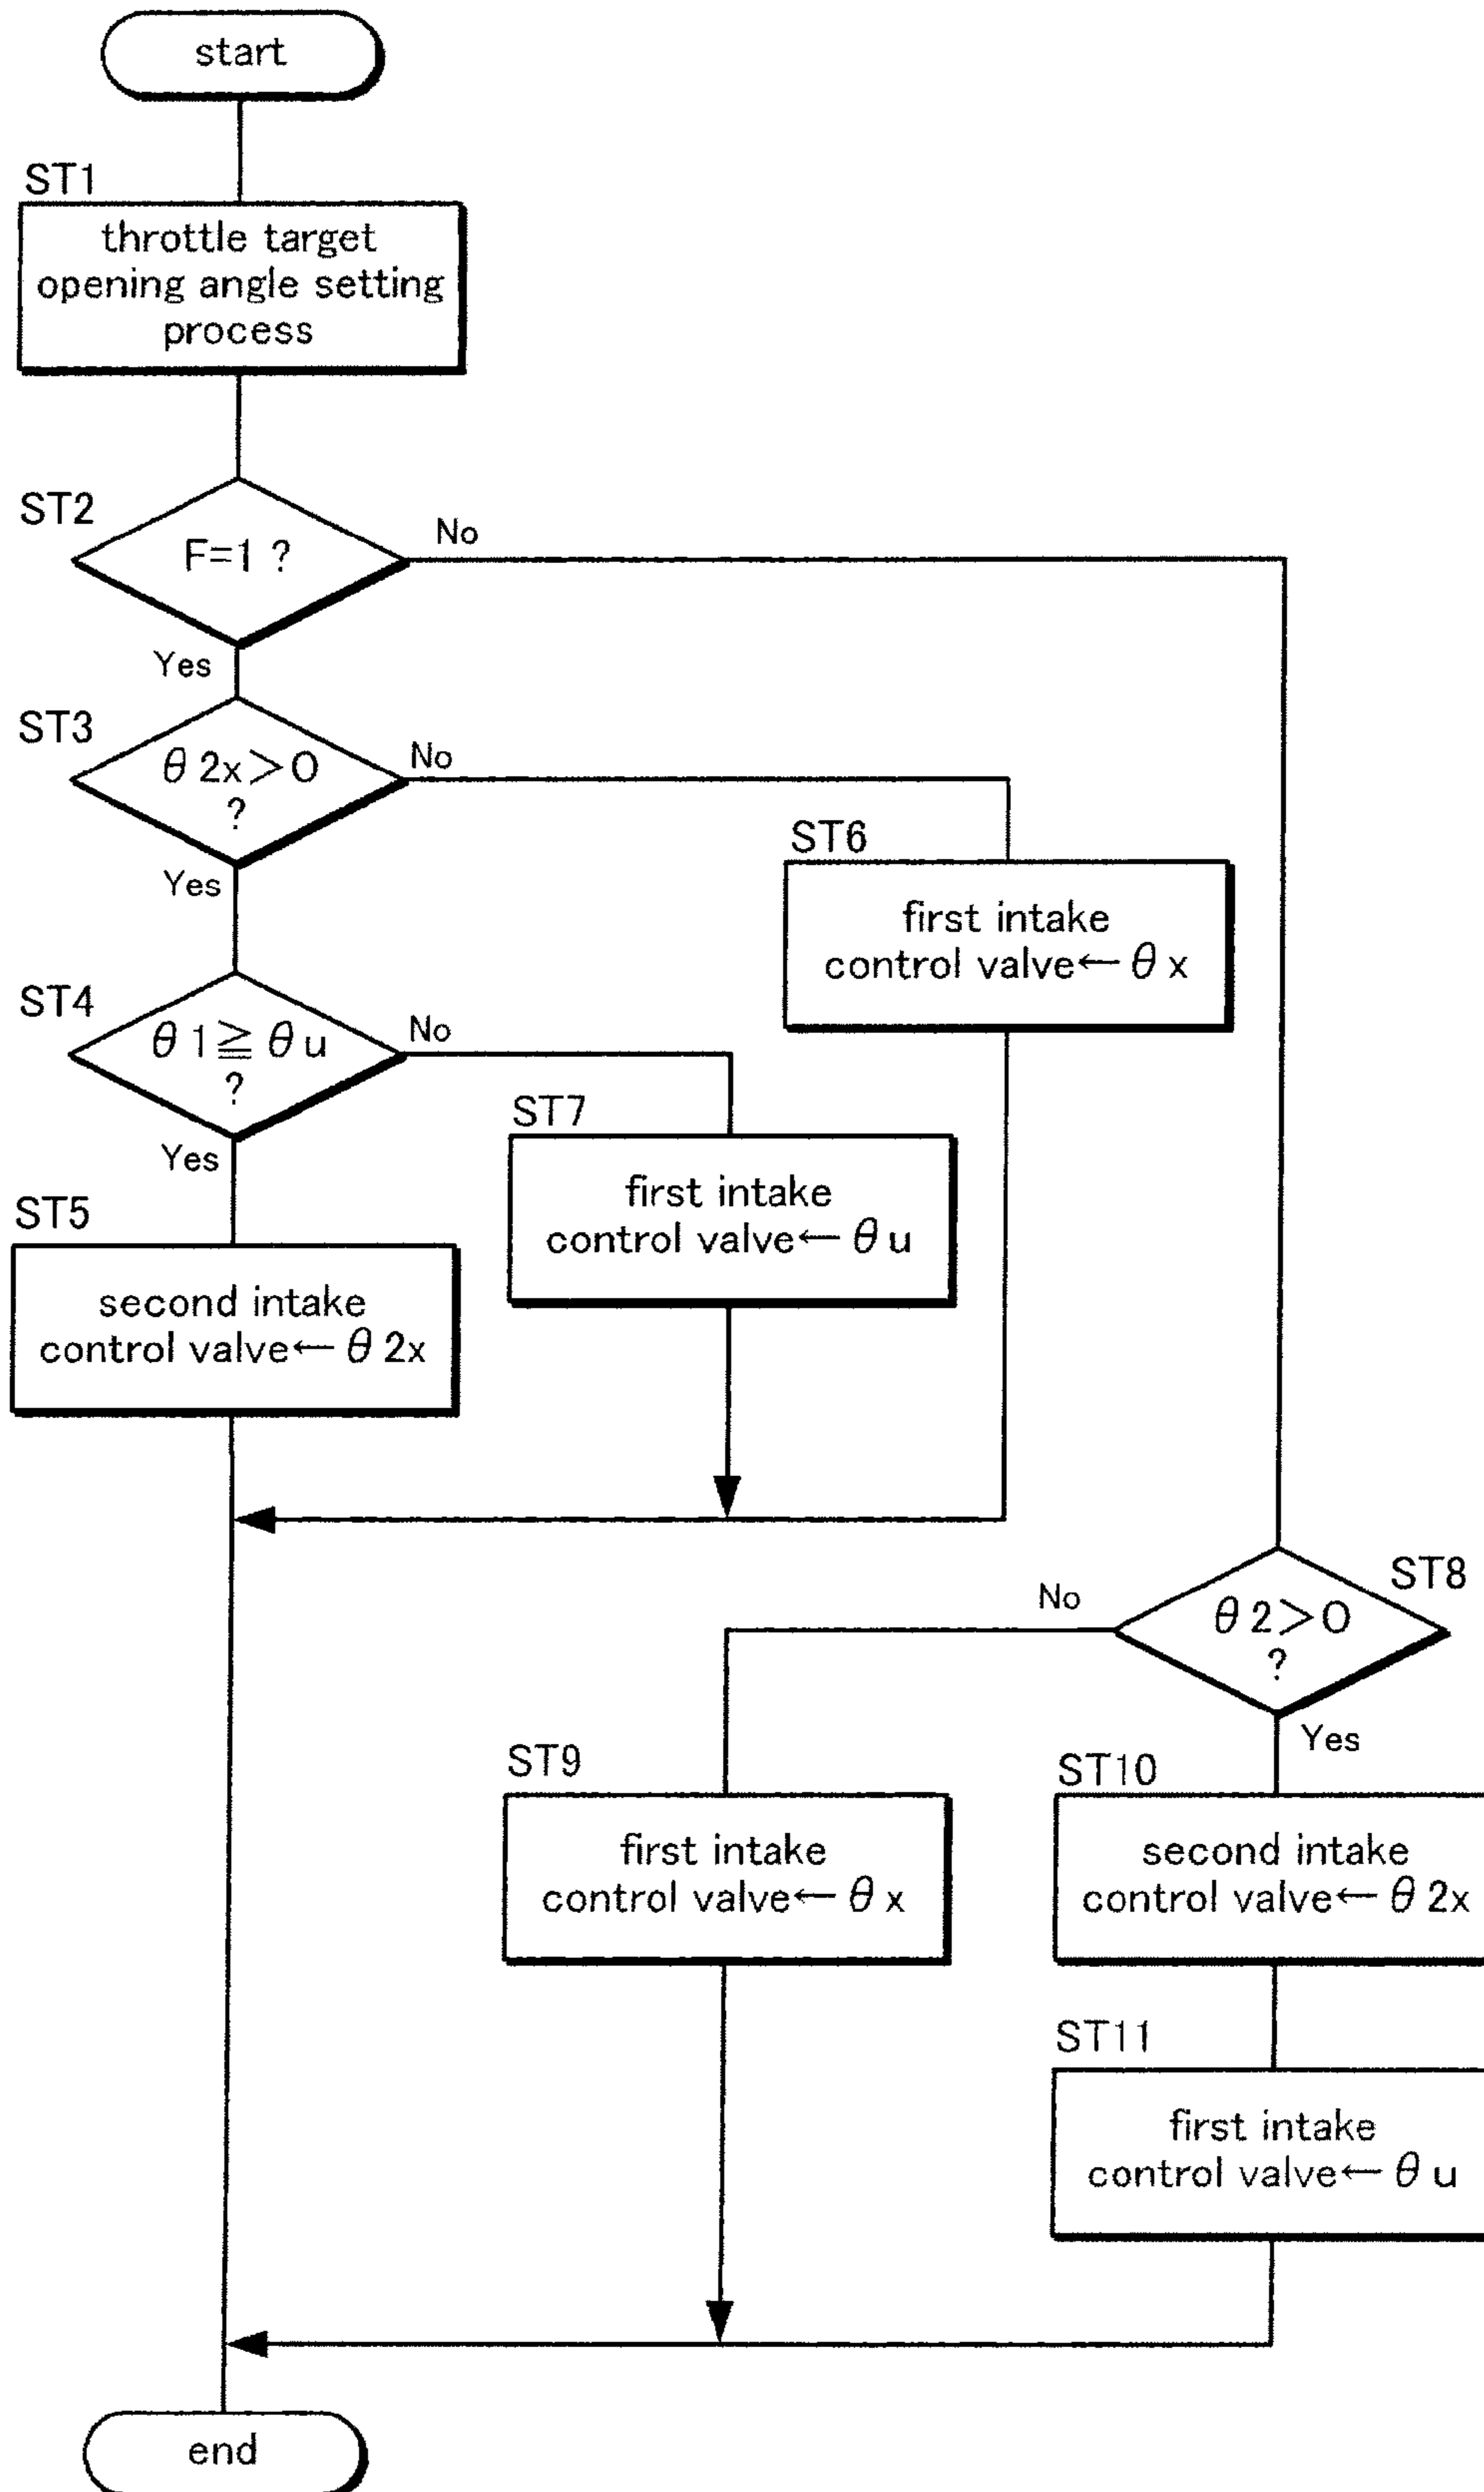 start
ST1
throttle target
opening angle setting
process
ST2
F=1 ?
No
Yes
ST3
θ 2x>0
?
No
Yes
ST6
first intake
control valve← θ x
ST4
θ 1≧ θ u
?
No
Yes
ST7
first intake
control valve← θ u
ST5
second intake
control valve← θ 2x
ST8
θ 2>0
?
No
Yes
ST9
first intake
control valve← θ x
ST10
second intake
control valve← θ 2x
ST11
first intake
control valve← θ u
end